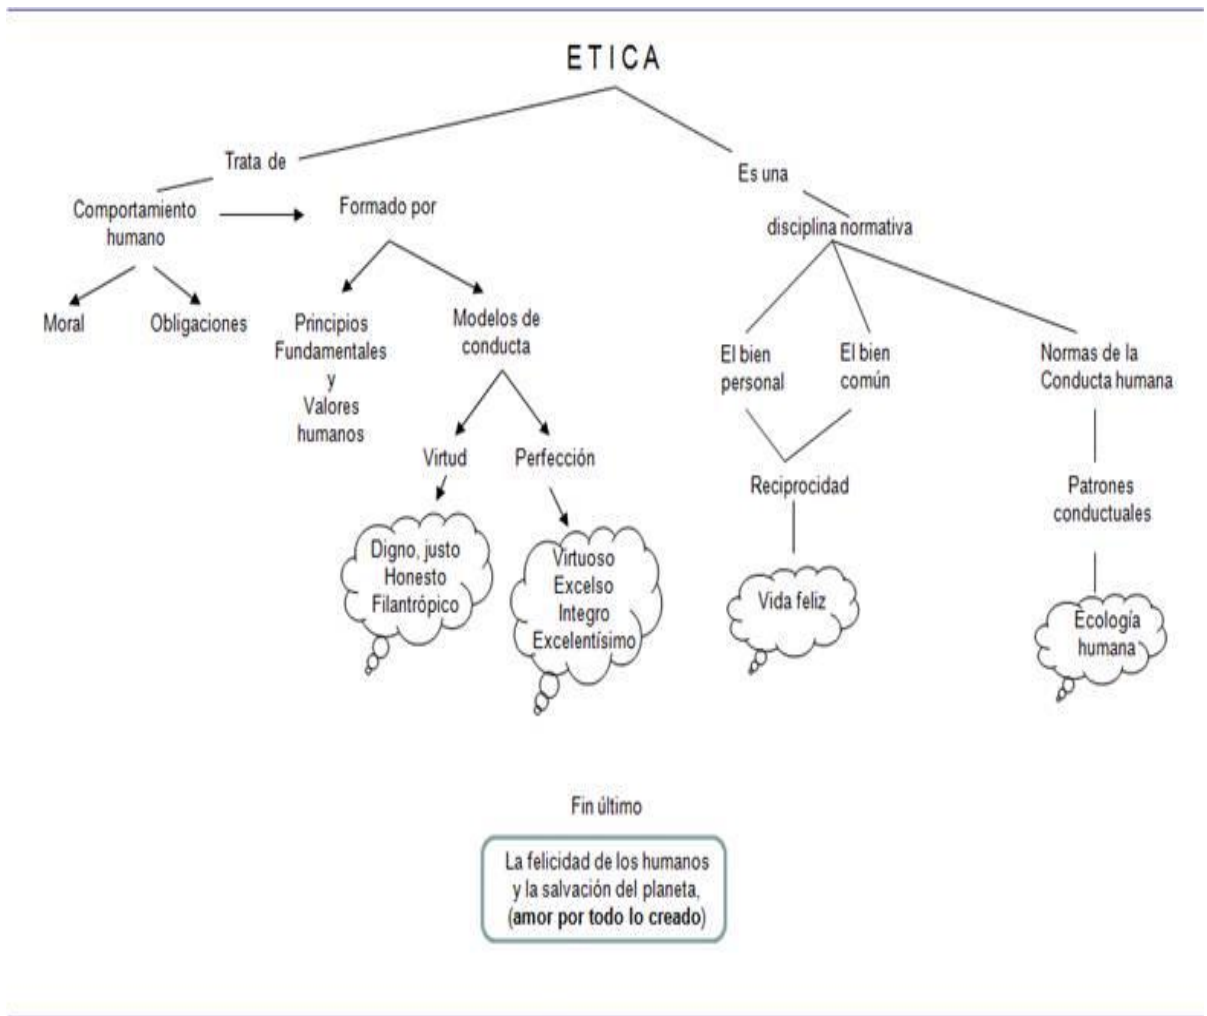 ETICA
Trata de
Comportamiento
humano
Moral
Obligaciones
Formado por
Principios
Fundamentales
y
Valores
humanos
Modelos de
conducta
Virtud
Digno, justo
Honesto
Filantrópico
Perfección
Virtuoso
Excelso
Integro
Excelentísimo
Es una
disciplina normativa
El bien
personal
El bien
común
Reciprocidad
Vida feliz
Normas de la
Conducta humana
Patrones
conductuales
Ecología
humana
Fin último
La felicidad de los humanos
y la salvación del planeta,
(amor por todo lo creado)